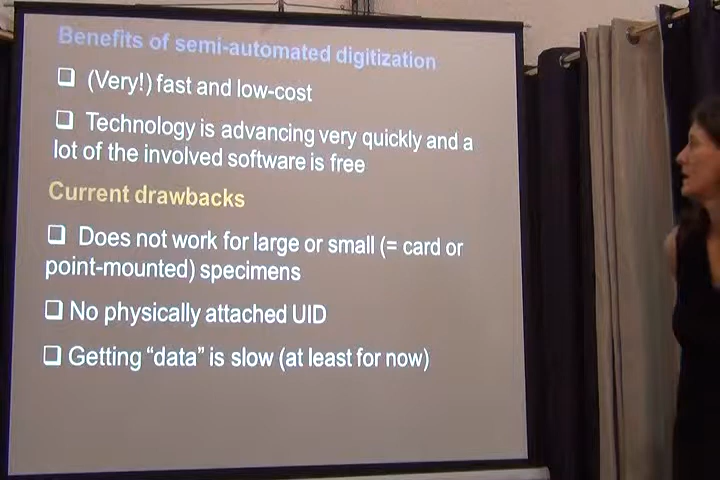 Benefits of semi-automated digitization
❑ (Very!) fast and low-cost
❑ Technology is advancing very quickly and a
lot of the involved software is free
Current drawbacks
❑ Does not work for large or small (= card or
point-mounted) specimens
❑ No physically attached UID
❑ Getting “data” is slow (at least for now)